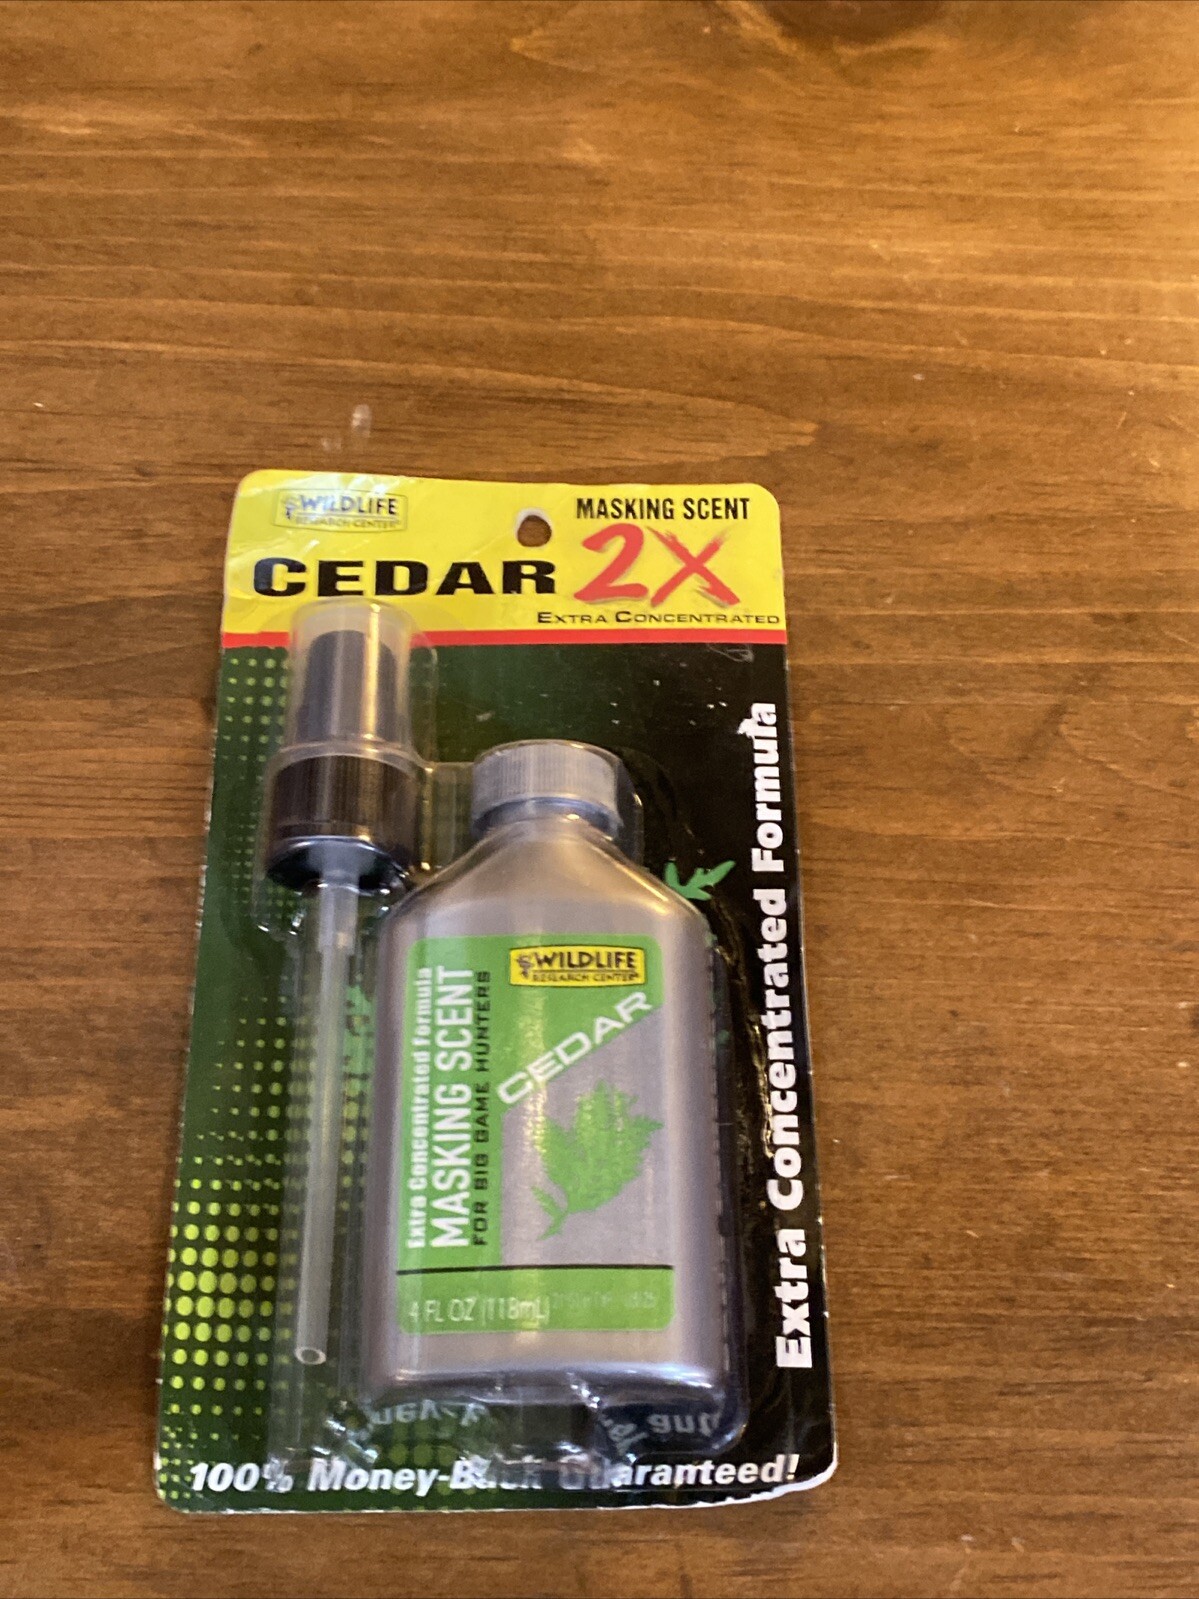 WILDLIFE
RESEARCH CENTER
MASKING SCENT
CEDAR 2X
EXTRA CONCENTRATED
Extra Concentrated Formula
WILDLIFE
RESEARCH CENTER
CEDAR
Extra Concentrated Formula
MASKING SCENT
FOR BIG GAME HUNTERS
4 FL OZ (118mL)
100% Money-Back Guaranteed!